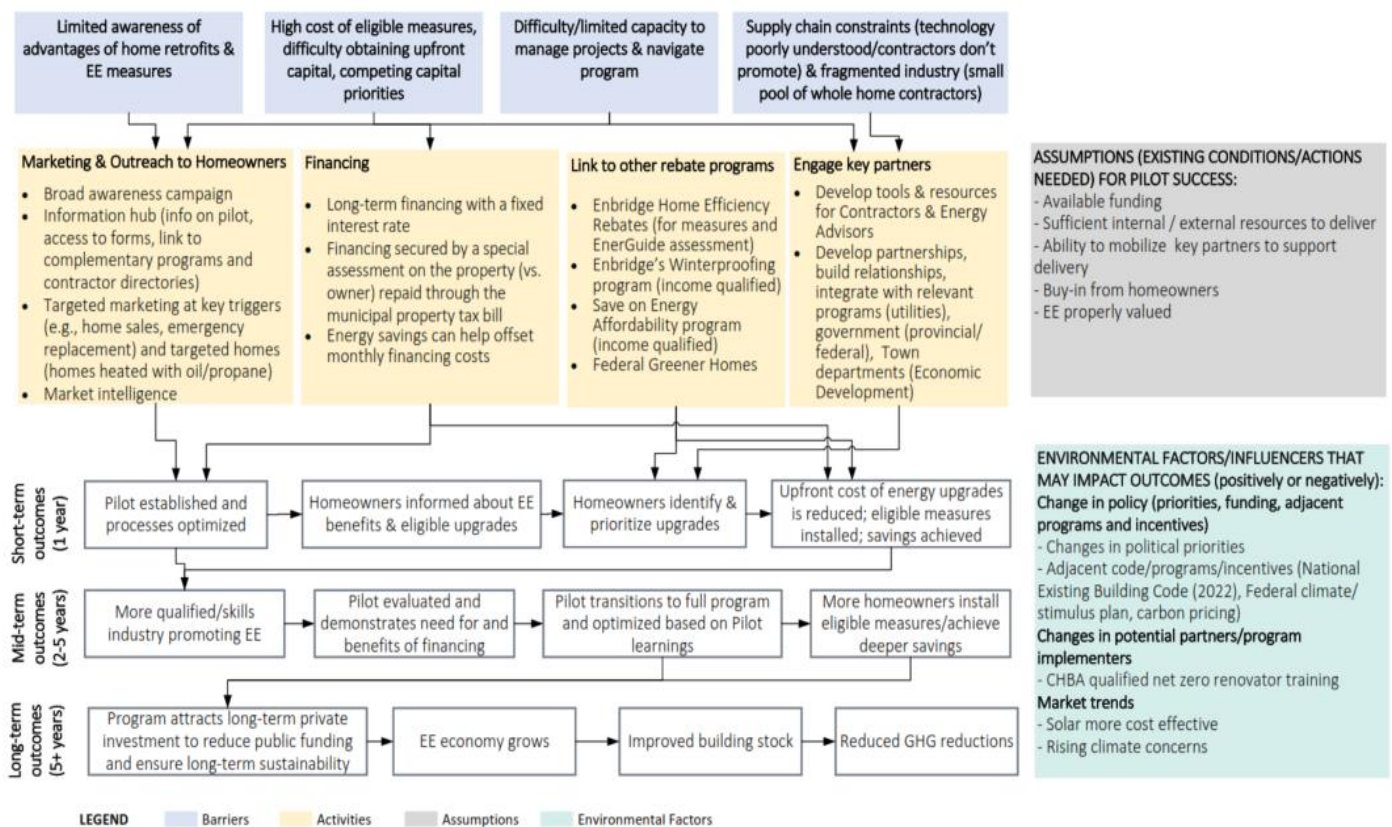 Limited awareness of
advantages of home retrofits &
EE measures
High cost of eligible measures,
difficulty obtaining upfront
capital, competing capital
priorities
Difficulty/limited capacity to
manage projects & navigate
program
Supply chain constraints (technology
poorly understood/contractors don't
promote) & fragmented industry (small
pool of whole home contractors)
Marketing & Outreach to Homeowners
• Broad awareness campaign
• Information hub (info on pilot,
access to forms, link to
complementary programs and
contractor directories)
• Targeted marketing at key triggers
(e.g., home sales, emergency
replacement) and targeted homes
(homes heated with oil/propane)
• Market intelligence
Financing
• Long-term financing with a fixed
interest rate
• Financing secured by a special
assessment on the property (vs.
owner) repaid through the
municipal property tax bill
• Energy savings can help offset
monthly financing costs
Link to other rebate programs
• Enbridge Home Efficiency
Rebates (for measures and
EnerGuide assessment)
• Enbridge's Winterproofing
program (income qualified)
• Save on Energy
Affordability program
(income qualified)
• Federal Greener Homes
Engage key partners
• Develop tools & resources
for Contractors & Energy
Advisors
• Develop partnerships,
build relationships,
integrate with relevant
programs (utilities),
government (provincial/
federal), Town
departments (Economic
Development)
ASSUMPTIONS (EXISTING CONDITIONS/ACTIONS
NEEDED) FOR PILOT SUCCESS:
- Available funding
- Sufficient internal / external resources to deliver
- Ability to mobilize key partners to support
delivery
- Buy-in from homeowners
- EE properly valued
Short-term
outcomes
(1 year)
Pilot established and
processes optimized
Homeowners informed about EE
benefits & eligible upgrades
Homeowners identify &
prioritize upgrades
Upfront cost of energy upgrades
is reduced; eligible measures
installed; savings achieved
Mid-term
outcomes
(2-5 years)
More qualified/skills
industry promoting EE
Pilot evaluated and
demonstrates need for and
benefits of financing
Pilot transitions to full program
and optimized based on Pilot
learnings
More homeowners install
eligible measures/achieve
deeper savings
Long-term
outcomes
(5+ years)
Program attracts long-term private
investment to reduce public funding
and ensure long-term sustainability
EE economy grows
Improved building stock
Reduced GHG reductions
ENVIRONMENTAL FACTORS/INFLUENCERS THAT
MAY IMPACT OUTCOMES (positively or negatively):
Change in policy (priorities, funding, adjacent
programs and incentives)
- Changes in political priorities
- Adjacent code/programs/incentives (National
Existing Building Code (2022), Federal climate/
stimulus plan, carbon pricing)
Changes in potential partners/program
implementers
- CHBA qualified net zero renovator training
Market trends
- Solar more cost effective
- Rising climate concerns
LEGEND
Barriers
Activities
Assumptions
Environmental Factors